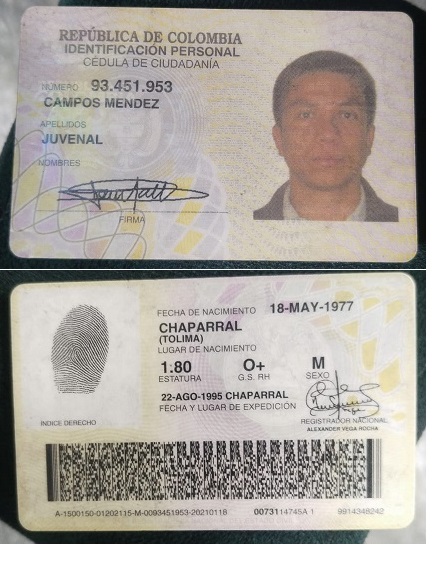 REPÚBLICA DE COLOMBIA
IDENTIFICACIÓN PERSONAL
CÉDULA DE CIUDADANÍA
NÚMERO 93.451.953
CAMPOS MENDEZ
APELLIDOS
JUVENAL
NOMBRES
FIRMA
FECHA DE NACIMIENTO 18-MAY-1977
CHAPARRAL
(TOLIMA)
LUGAR DE NACIMIENTO
1.80 O+ M
ESTATURA G.S. RH SEXO
22-AGO-1995 CHAPARRAL
FECHA Y LUGAR DE EXPEDICIÓN
INDICE DERECHO
REGISTRADOR NACIONAL
ALEXANDER VEGA ROCHA
A-1500150-01202115-M-0093451953-20210118 0073114745A 1 9914348242